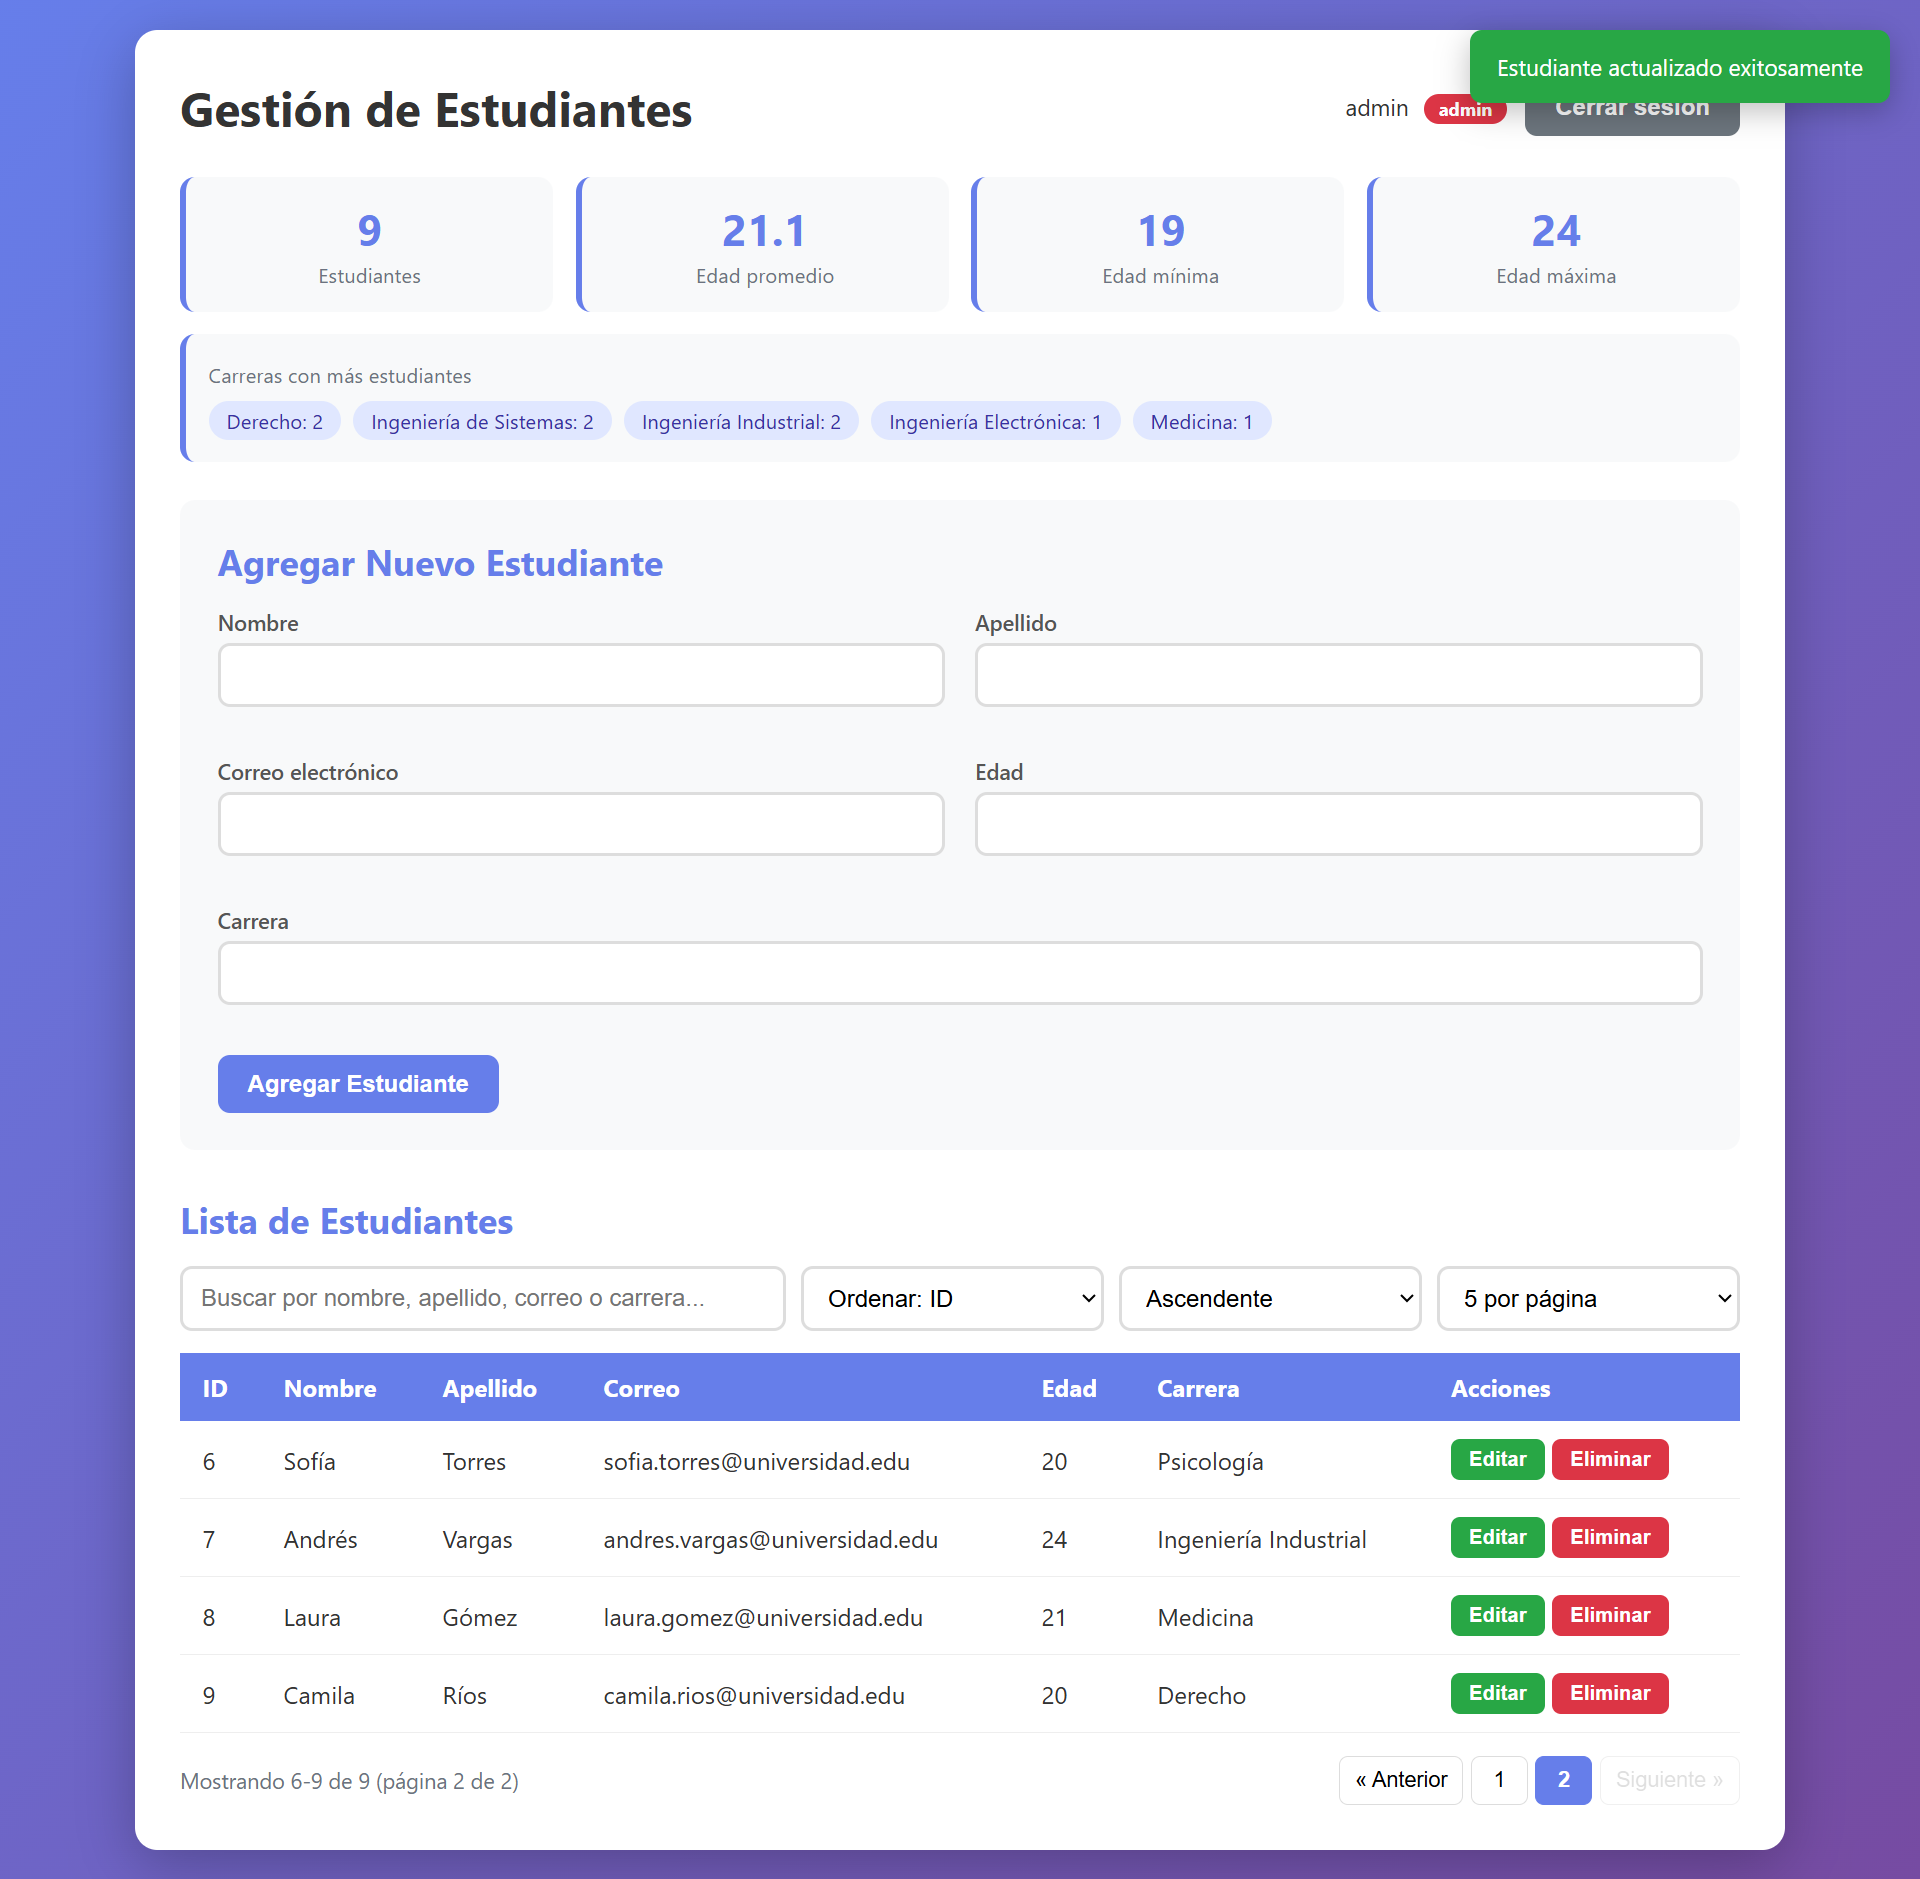 Estudiante actualizado exitosamente
Gestión de Estudiantes
admin admin Cerrar sesión
9 21.1 19 24
Estudiantes Edad promedio Edad mínima Edad máxima
Carreras con más estudiantes
Derecho: 2 Ingeniería de Sistemas: 2 Ingeniería Industrial: 2 Ingeniería Electrónica: 1 Medicina: 1
Agregar Nuevo Estudiante
Nombre Apellido
Correo electrónico Edad
Carrera
Agregar Estudiante
Lista de Estudiantes
Buscar por nombre, apellido, correo o carrera... Ordenar: ID Ascendente 5 por página
ID Nombre Apellido Correo Edad Carrera Acciones
6 Sofía Torres sofia.torres@universidad.edu 20 Psicología Editar Eliminar
7 Andrés Vargas andres.vargas@universidad.edu 24 Ingeniería Industrial Editar Eliminar
8 Laura Gómez laura.gomez@universidad.edu 21 Medicina Editar Eliminar
9 Camila Ríos camila.rios@universidad.edu 20 Derecho Editar Eliminar
Mostrando 6-9 de 9 (página 2 de 2) « Anterior 1 2 Siguiente »